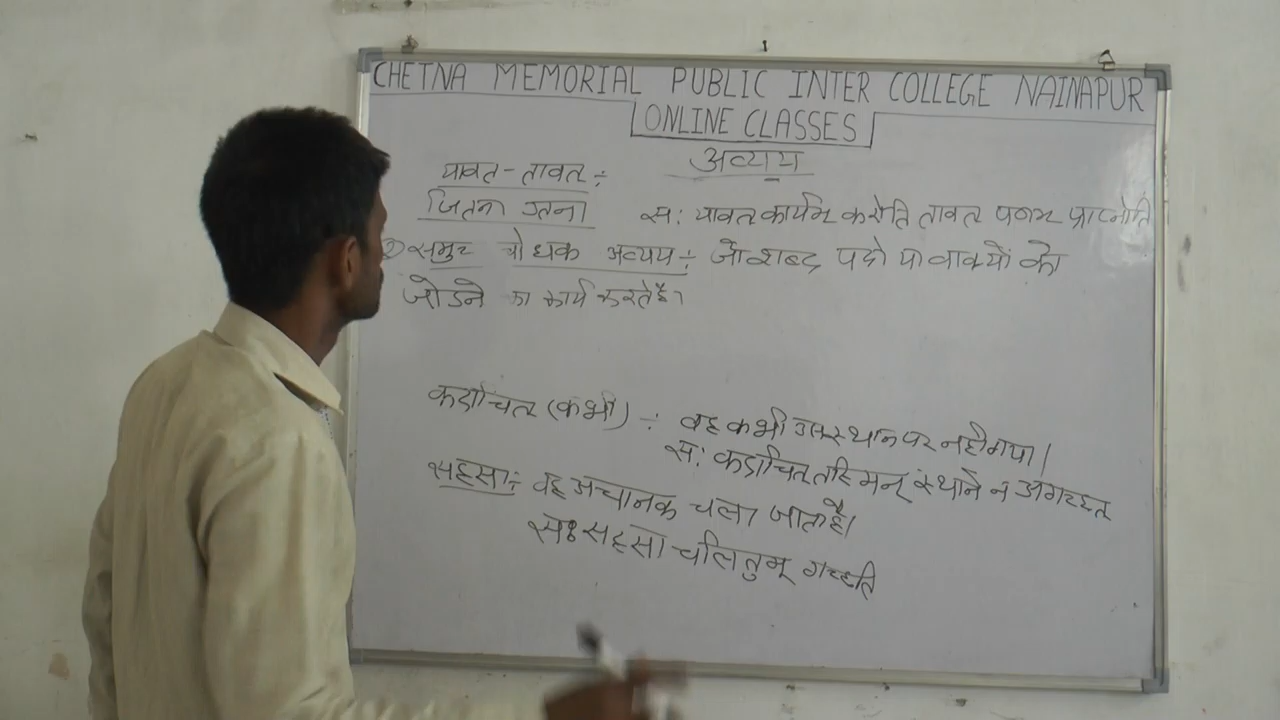 CHETNA MEMORIAL PUBLIC INTER COLLEGE NAINAPUR
ONLINE CLASSES
अव्यय
यावत - तावत ÷
जितना उतना स: यावत कार्यम करोति तावत फलम प्राप्नोति
② समुच्च बोधक अव्यय ÷ जो शब्द पदो या वाक्यों को
जोडने का कार्य करते है।
कदाचित (कभी) ÷ वह कभी उस स्थान पर नही गया।
स: कदाचित तस्मिन् स्थाने न अगच्छत्
सहसा ÷ वह अचानक चला जाता है।
सः सहसा चलितुम् गच्छति